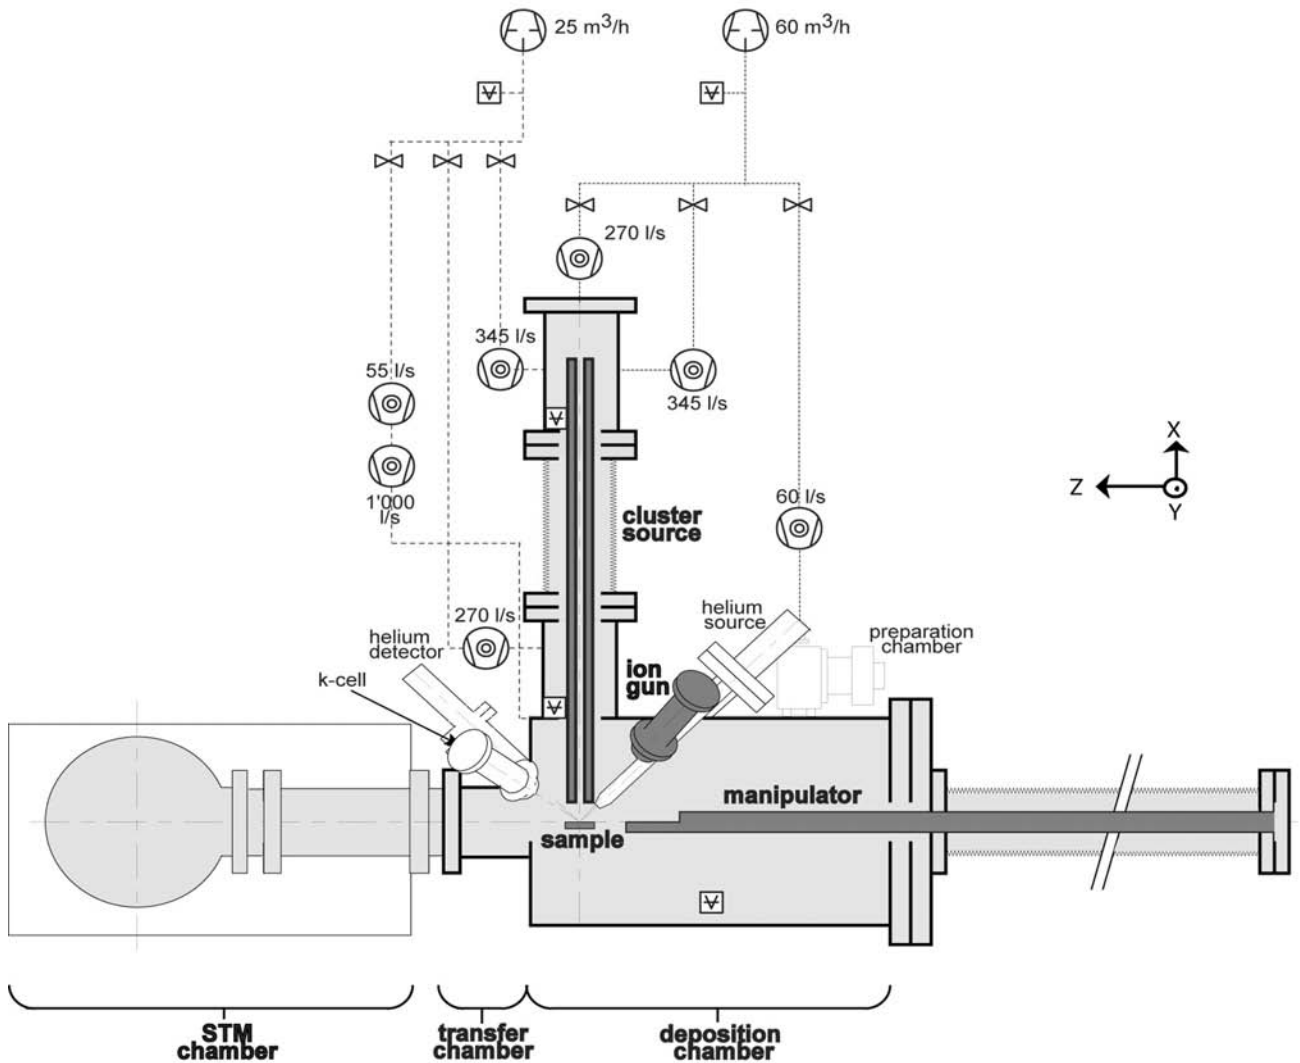 25 m³/h
60 m³/h
270 l/s
345 l/s
55 l/s
345 l/s
1'000
l/s
X
Z
Y
60 l/s
cluster
source
270 l/s
helium
source
helium
detector
preparation
chamber
k-cell
ion
gun
manipulator
sample
STM
chamber
transfer
chamber
deposition
chamber